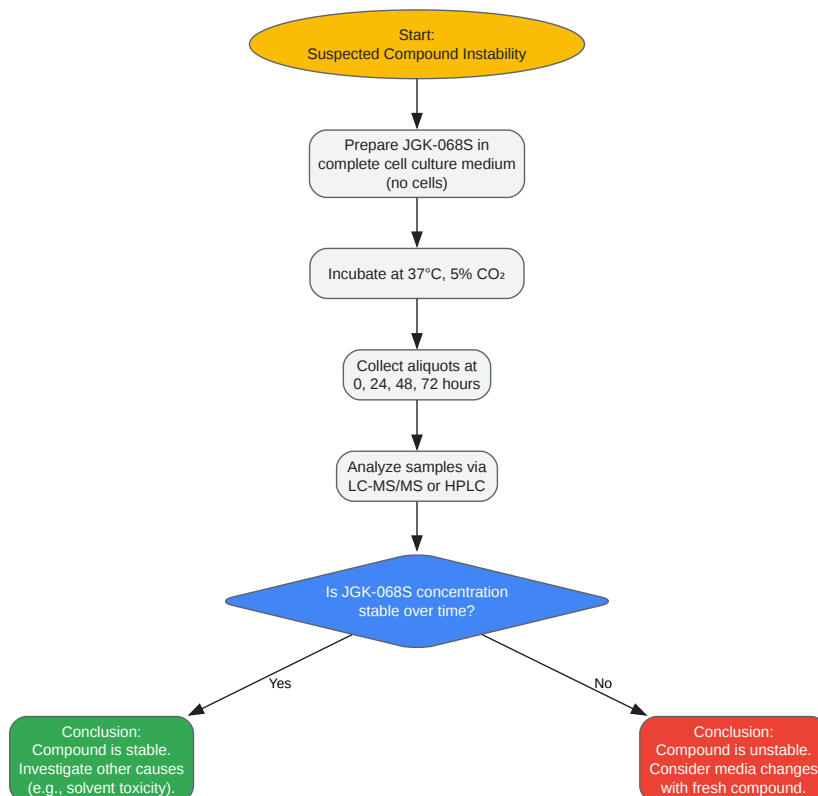 Start:
Suspected Compound Instability
Prepare JGK-068S in
complete cell culture medium
(no cells)
Incubate at 37°C, 5% CO₂
Collect aliquots at
0, 24, 48, 72 hours
Analyze samples via
LC-MS/MS or HPLC
Is JGK-068S concentration
stable over time?
Yes
No
Conclusion:
Compound is stable.
Investigate other causes
(e.g., solvent toxicity).
Conclusion:
Compound is unstable.
Consider media changes
with fresh compound.